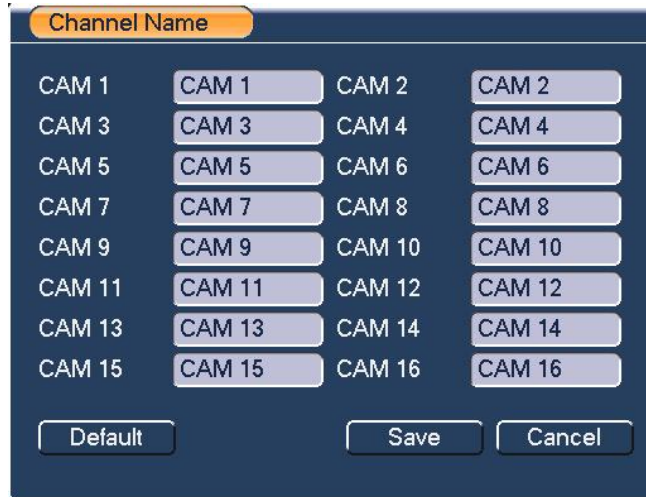 Channel Name
CAM 1 CAM 1 CAM 2 CAM 2
CAM 3 CAM 3 CAM 4 CAM 4
CAM 5 CAM 5 CAM 6 CAM 6
CAM 7 CAM 7 CAM 8 CAM 8
CAM 9 CAM 9 CAM 10 CAM 10
CAM 11 CAM 11 CAM 12 CAM 12
CAM 13 CAM 13 CAM 14 CAM 14
CAM 15 CAM 15 CAM 16 CAM 16
Default Save Cancel